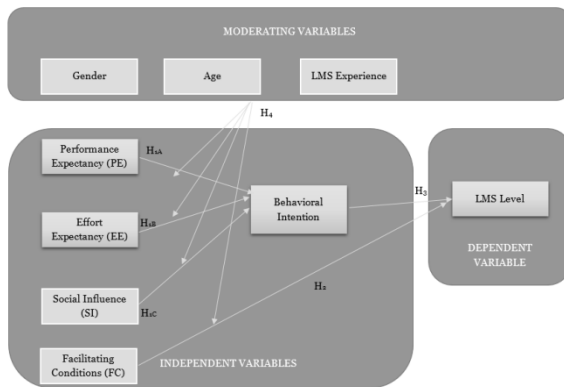 MODERATING VARIABLES
Gender
Age
LMS Experience
H₄
Performance
Expectancy (PE)
H₁ₐ
Effort
Expectancy (EE)
H₁ʙ
Social Influence
(SI)
H₁C
Facilitating
Conditions (FC)
Behavioral
Intention
H₃
LMS Level
DEPENDENT
VARIABLE
H₂
INDEPENDENT VARIABLES